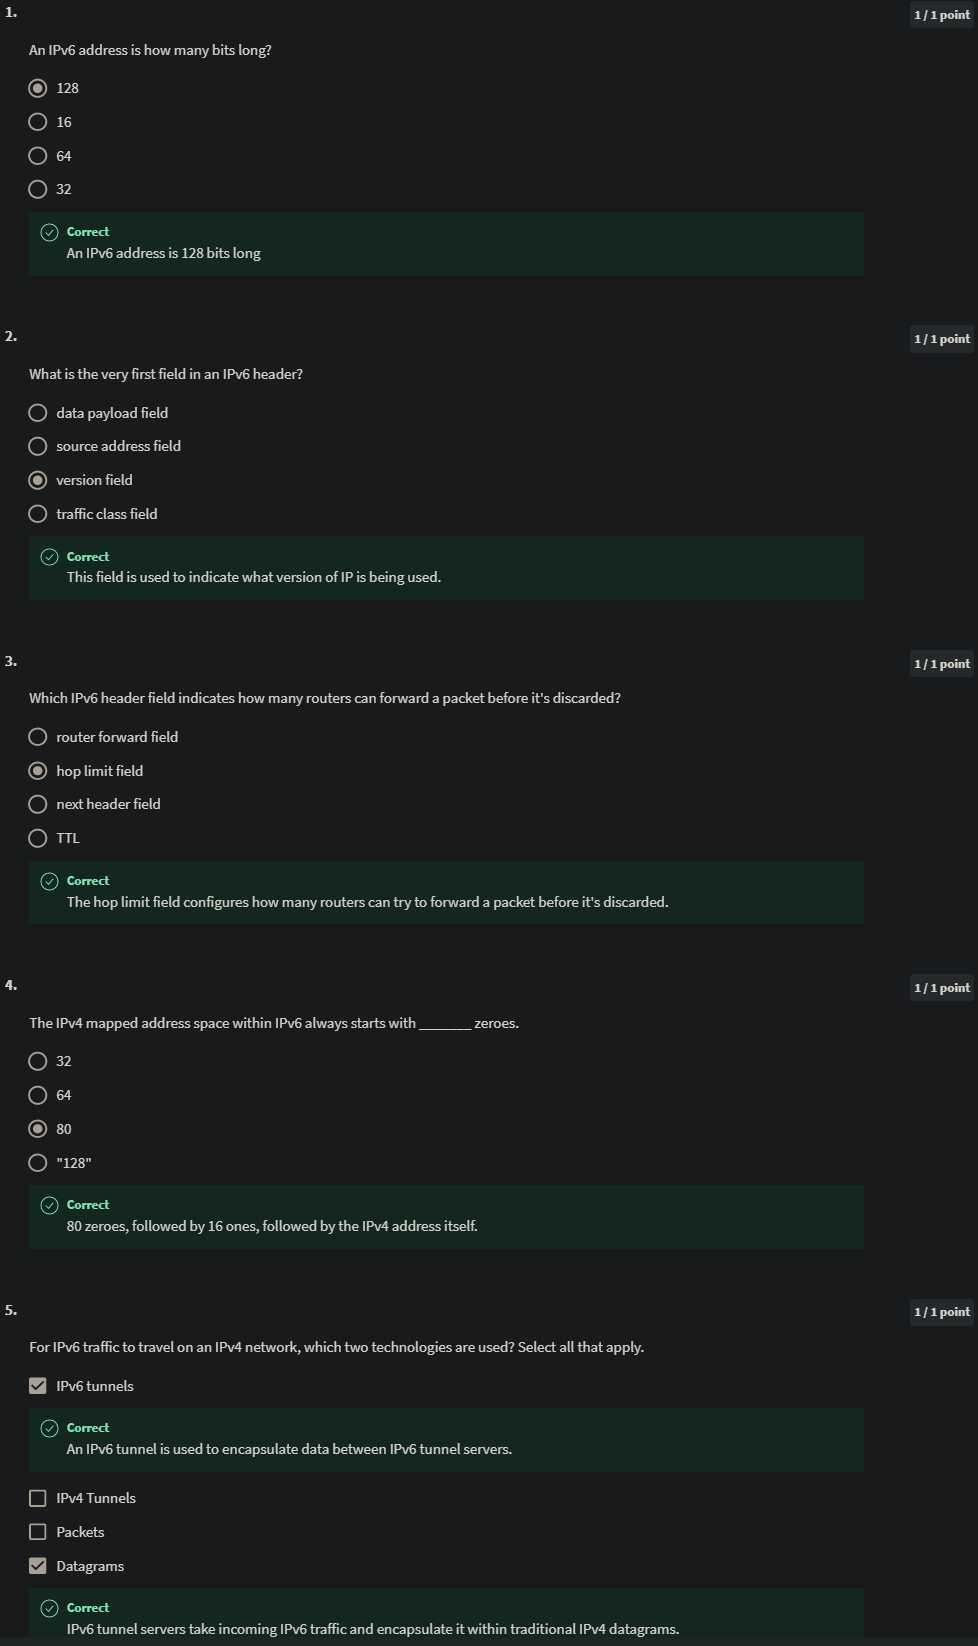 1.
1 / 1 point
An IPv6 address is how many bits long?
128
16
64
32
Correct
An IPv6 address is 128 bits long
2.
1 / 1 point
What is the very first field in an IPv6 header?
data payload field
source address field
version field
traffic class field
Correct
This field is used to indicate what version of IP is being used.
3.
1 / 1 point
Which IPv6 header field indicates how many routers can forward a packet before it's discarded?
router forward field
hop limit field
next header field
TTL
Correct
The hop limit field configures how many routers can try to forward a packet before it's discarded.
4.
1 / 1 point
The IPv4 mapped address space within IPv6 always starts with _______ zeroes.
32
64
80
"128"
Correct
80 zeroes, followed by 16 ones, followed by the IPv4 address itself.
5.
1 / 1 point
For IPv6 traffic to travel on an IPv4 network, which two technologies are used? Select all that apply.
IPv6 tunnels
Correct
An IPv6 tunnel is used to encapsulate data between IPv6 tunnel servers.
IPv4 Tunnels
Packets
Datagrams
Correct
IPv6 tunnel servers take incoming IPv6 traffic and encapsulate it within traditional IPv4 datagrams.